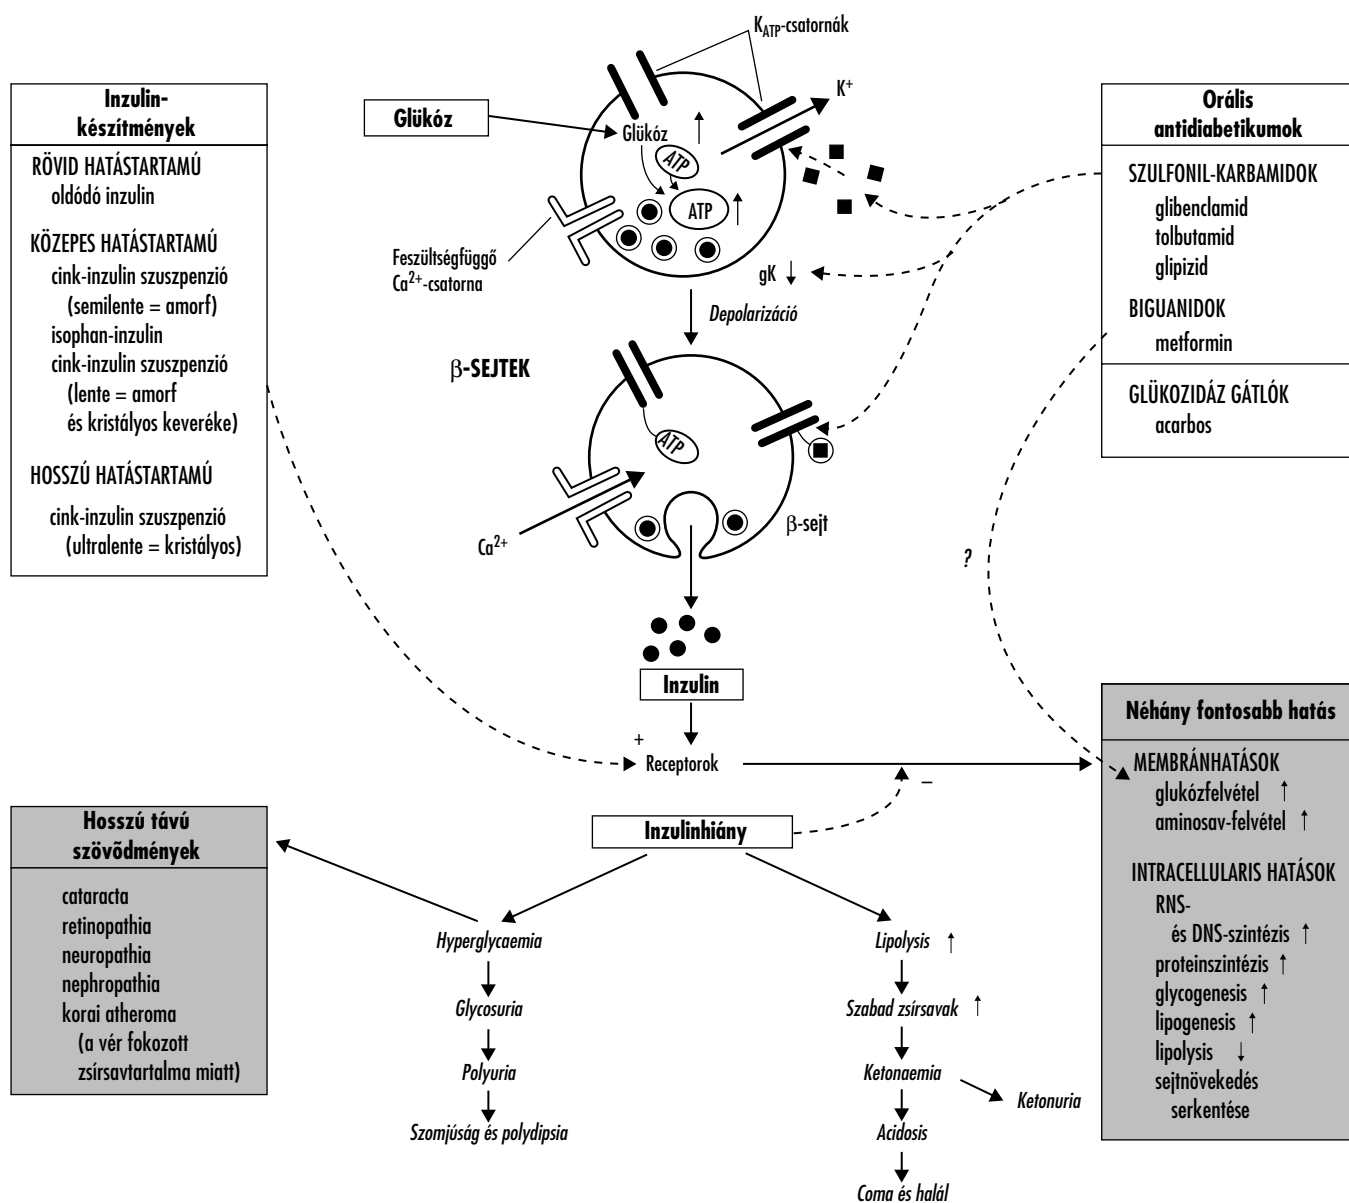 K_ATP-csatornák
K⁺
Inzulin-
készítmények
RÖVID HATÁSTARTAMÚ
oldódó inzulin
KÖZEPES HATÁSTARTAMÚ
cink-inzulin szuszpenzió
(semilente = amorf)
isophan-inzulin
cink-inzulin szuszpenzió
(lente = amorf
és kristályos keveréke)
HOSSZÚ HATÁSTARTAMÚ
cink-inzulin szuszpenzió
(ultralente = kristályos)
Glükóz
Glükóz
ATP
ATP
Feszültségfüggő
Ca²⁺-csatorna
gK
Depolarizáció
β-SEJTEK
ATP
Ca²⁺
β-sejt
Orális
antidiabetikumok
SZULFONIL-KARBAMIDOK
glibenclamid
tolbutamid
glipizid
BIGUANIDOK
metformin
GLÜKOZIDÁZ GÁTLÓK
acarbos
?
Inzulin
+
Receptorok
–
Inzulinhiány
Néhány fontosabb hatás
MEMBRÁNHATÁSOK
glukózfelvétel ↑
aminosav-felvétel ↑
INTRACELLULARIS HATÁSOK
RNS-
és DNS-szintézis ↑
proteinszintézis ↑
glycogenesis ↑
lipogenesis ↑
lipolysis ↓
sejtnövekedés
serkentése
Hosszú távú
szövõdmények
cataracta
retinopathia
neuropathia
nephropathia
korai atheroma
(a vér fokozott
zsírsavtartalma miatt)
Hyperglycaemia
Glycosuria
Polyuria
Szomjúság és polydipsia
Lipolysis ↑
Szabad zsírsavak ↑
Ketonaemia
Ketonuria
Acidosis
Coma és halál